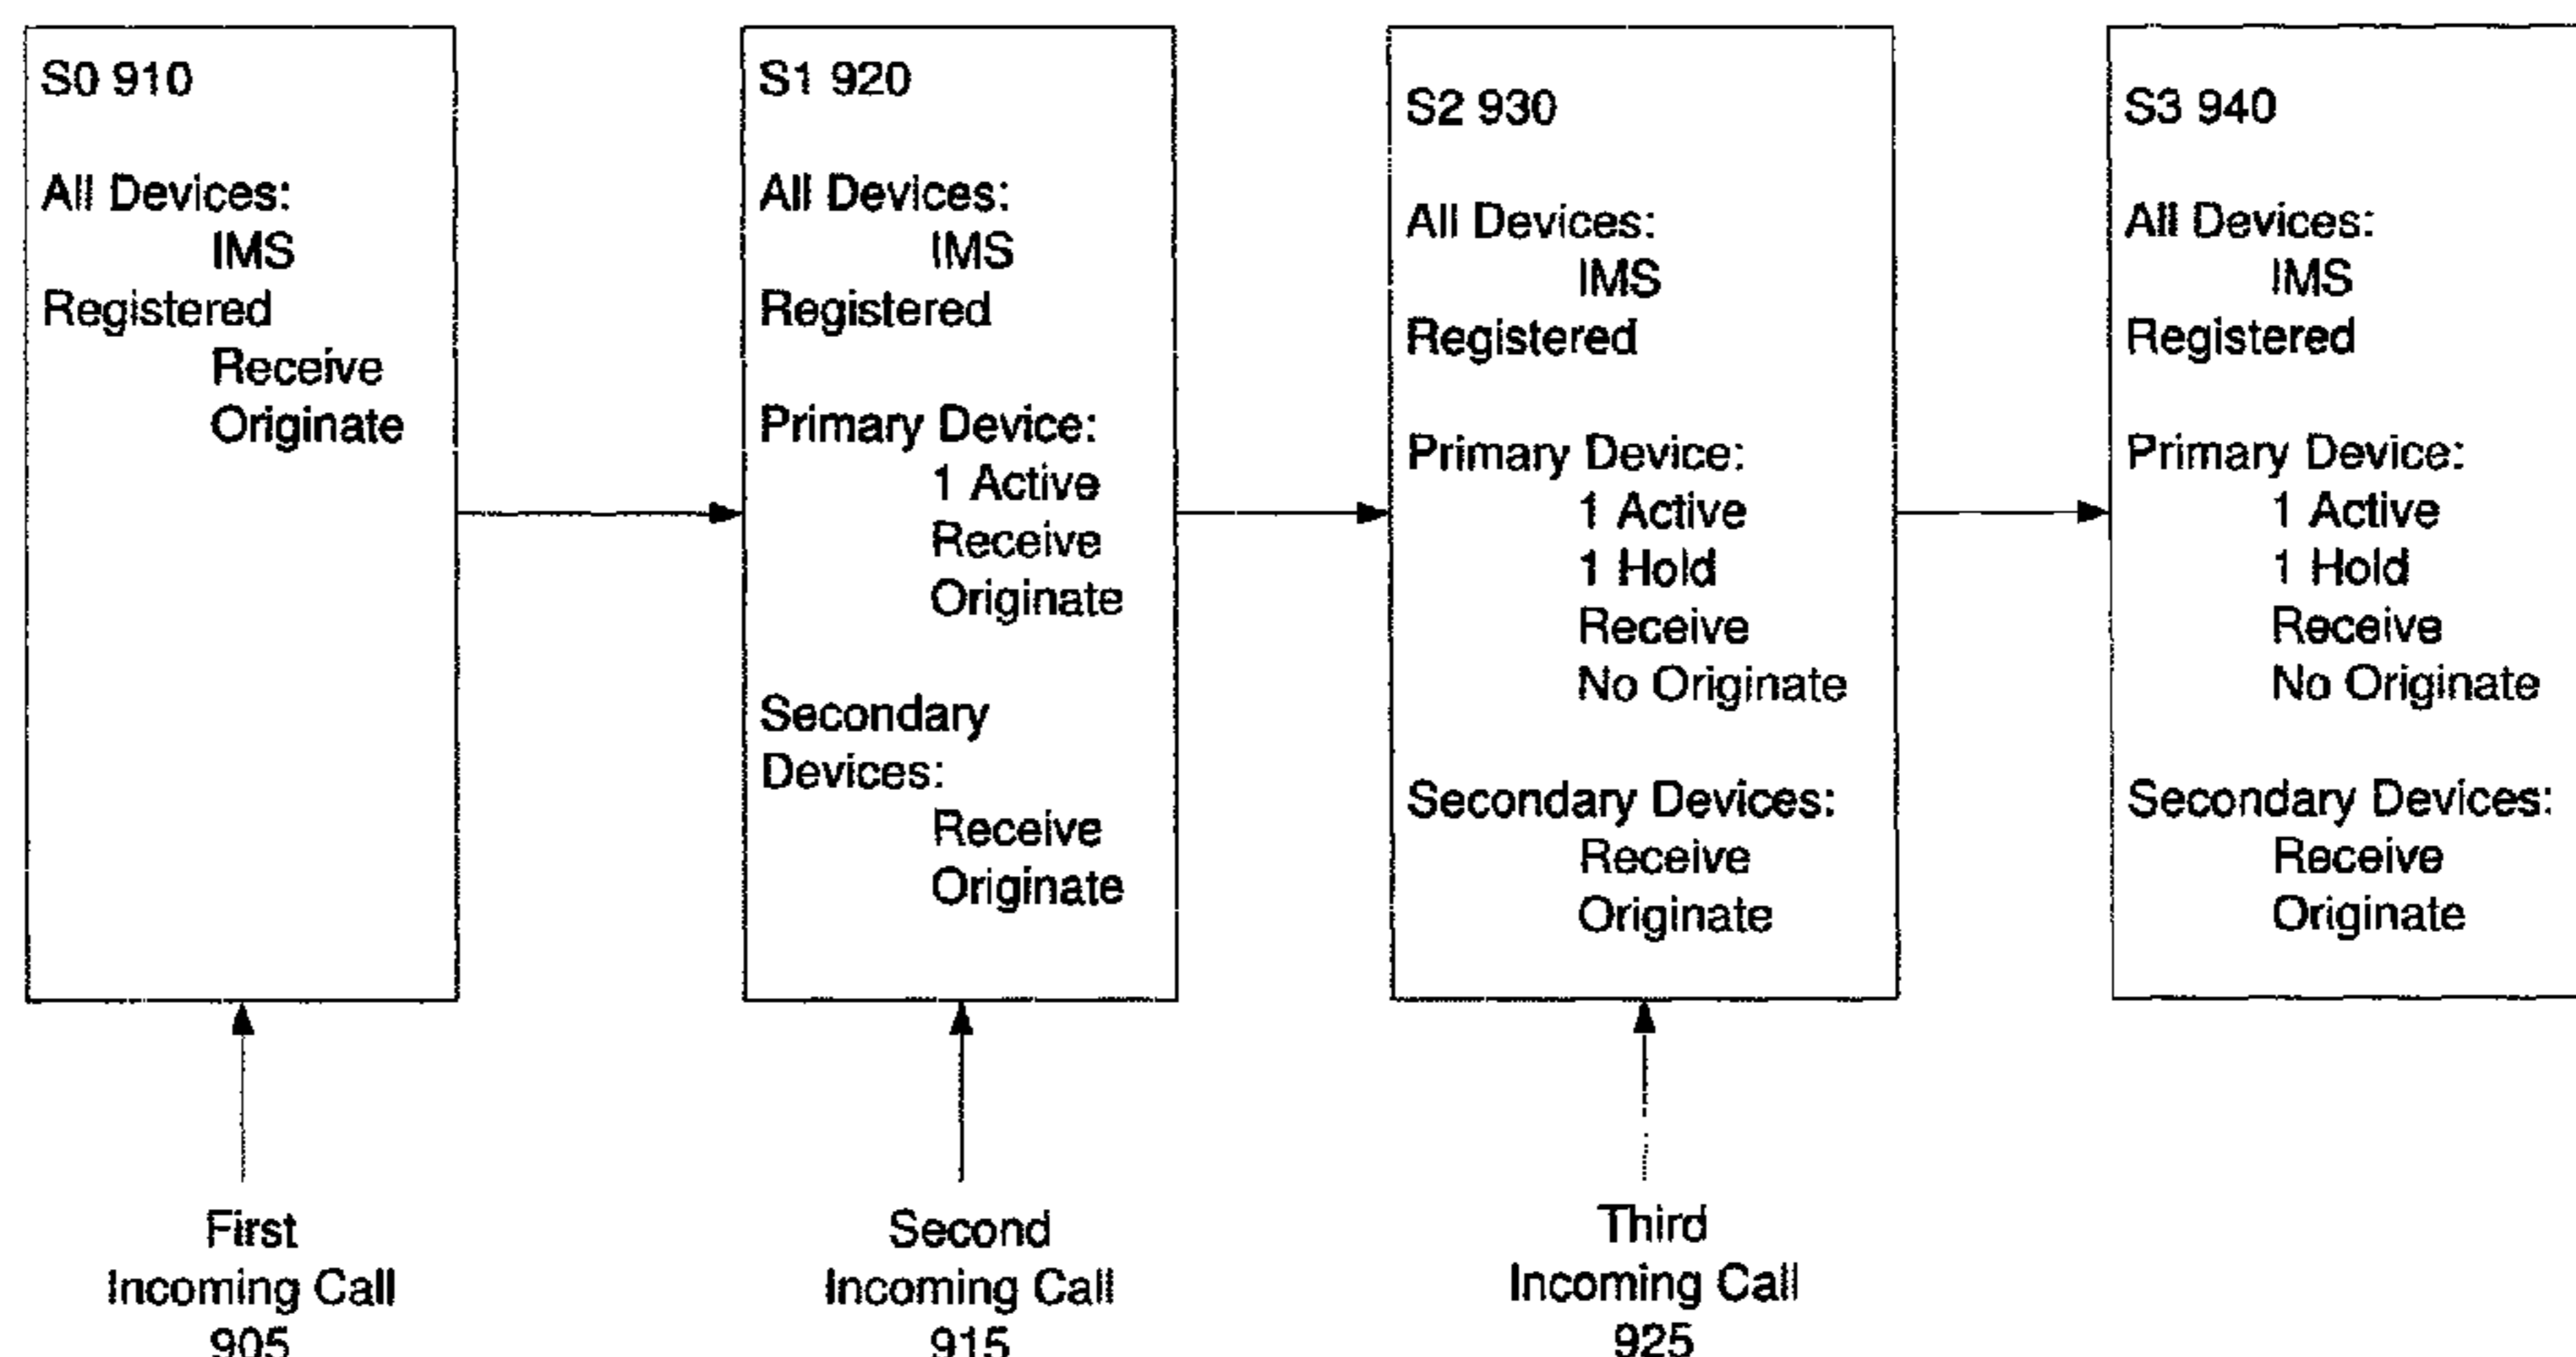 S0 910
All Devices:
IMS
Registered
Receive
Originate
S1 920
All Devices:
IMS
Registered
Primary Device:
1 Active
Receive
Originate
Secondary
Devices:
Receive
Originate
S2 930
All Devices:
IMS
Registered
Primary Device:
1 Active
1 Hold
Receive
No Originate
Secondary Devices:
Receive
Originate
S3 940
All Devices:
IMS
Registered
Primary Device:
1 Active
1 Hold
Receive
No Originate
Secondary Devices:
Receive
Originate
First
Incoming Call
905
Second
Incoming Call
915
Third
Incoming Call
925